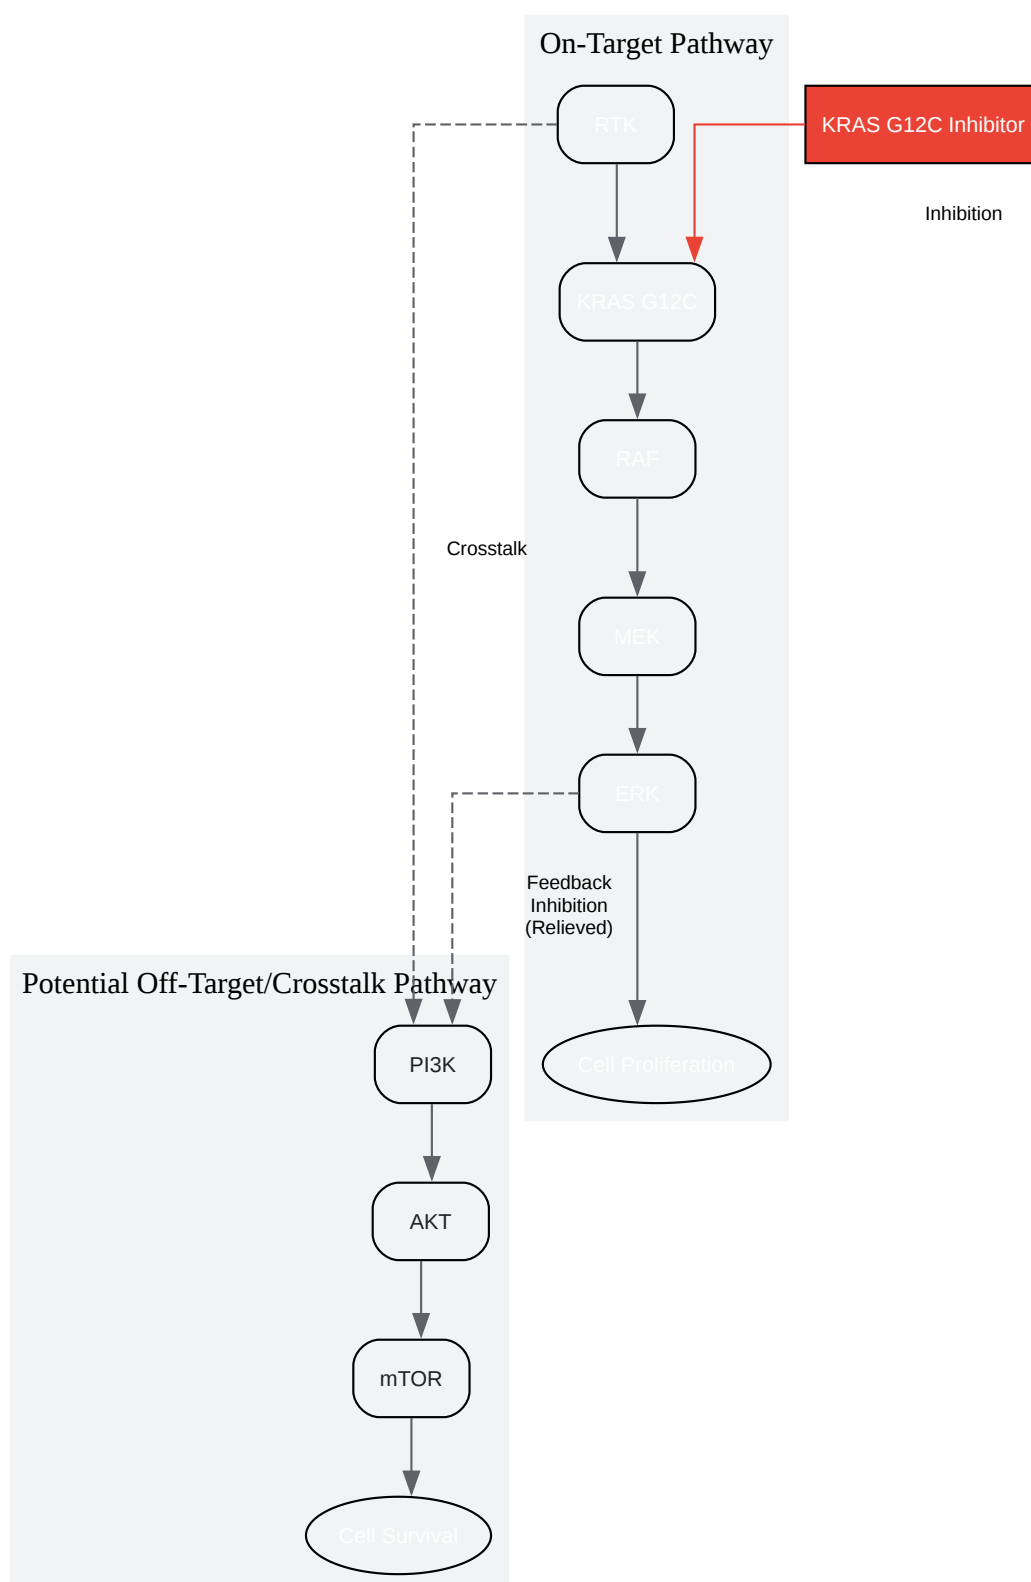 On-Target Pathway
RTK
KRAS G12C Inhibitor
Inhibition
KRAS G12C
RAF
Crosstalk
MEK
ERK
Feedback
Inhibition
(Relieved)
Potential Off-Target/Crosstalk Pathway
PI3K
Cell Proliferation
AKT
mTOR
Cell Survival